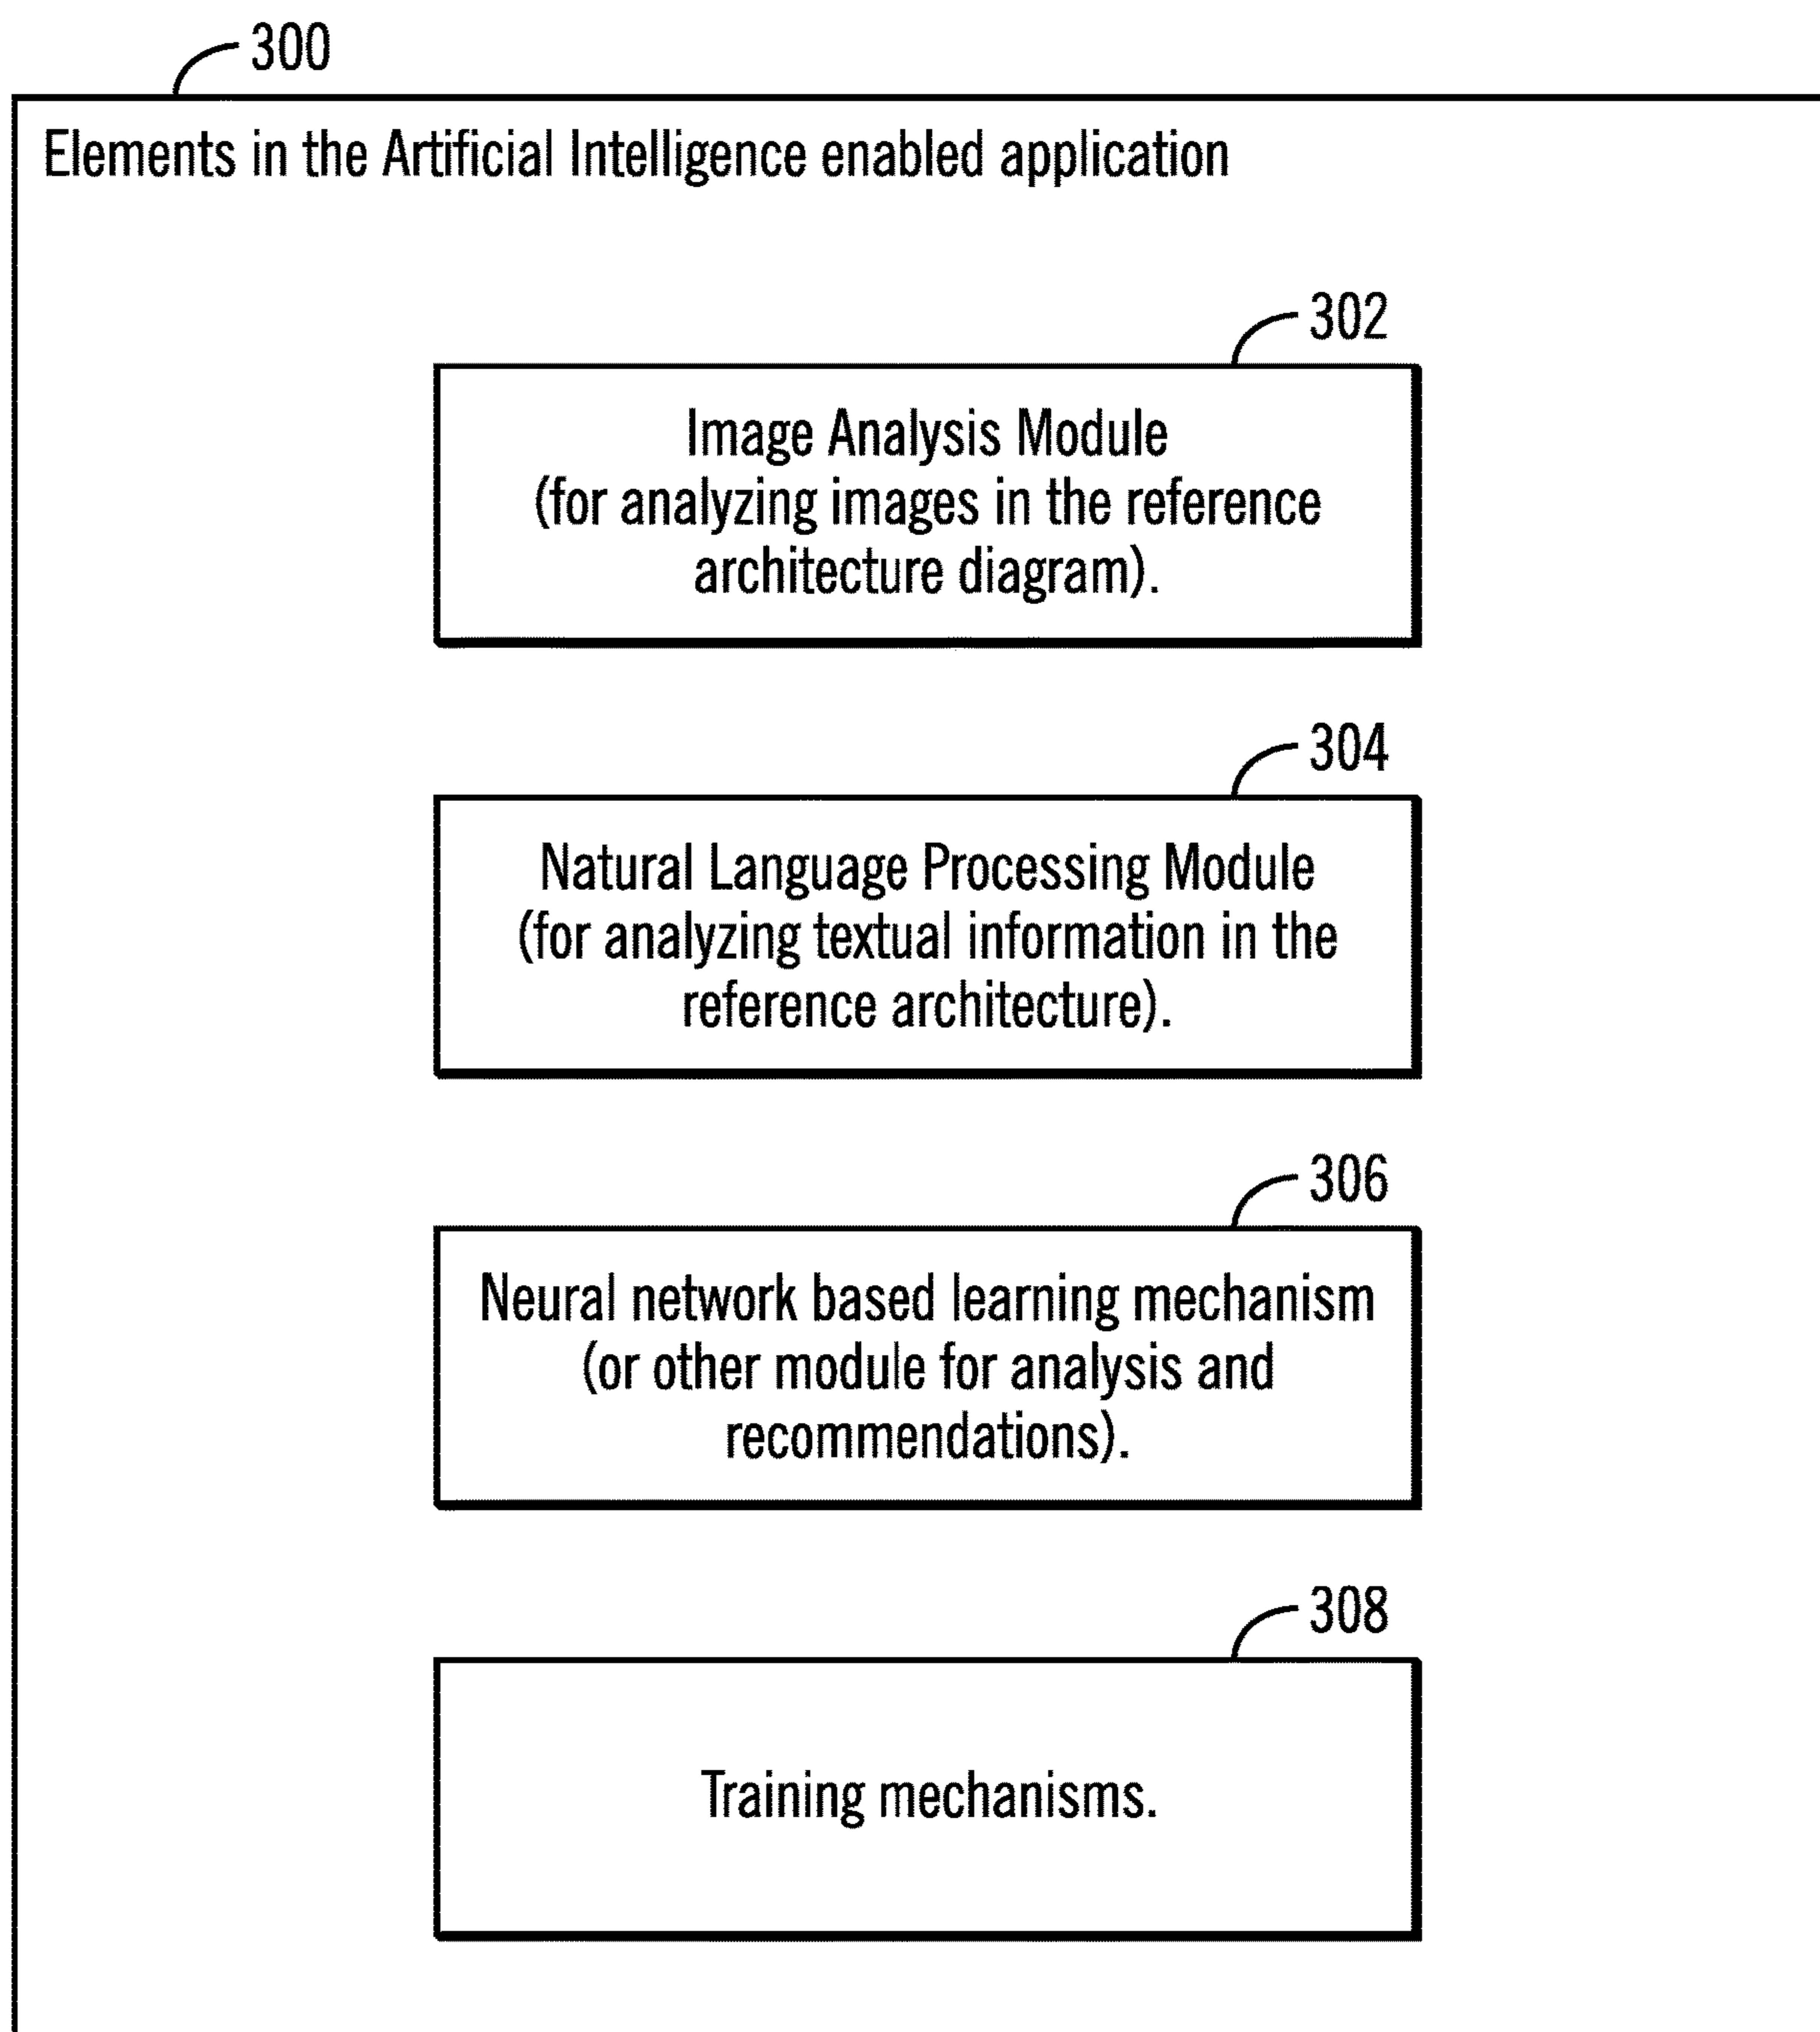 300
Elements in the Artificial Intelligence enabled application
302
Image Analysis Module
(for analyzing images in the reference
architecture diagram).
304
Natural Language Processing Module
(for analyzing textual information in the
reference architecture).
306
Neural network based learning mechanism
(or other module for analysis and
recommendations).
308
Training mechanisms.